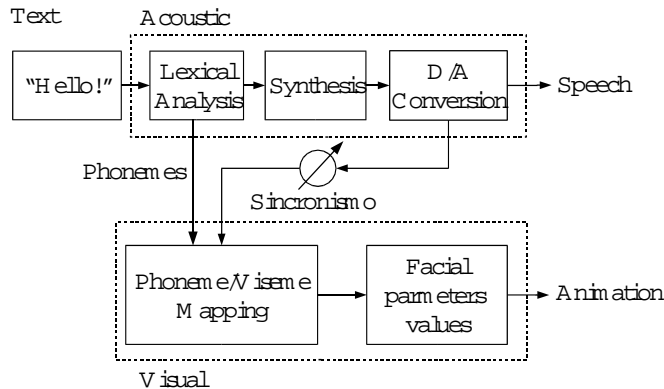 Text
Acoustic
"Hello!"
Lexical
Analysis
Synthesis
D/A
Conversion
Speech
Phonemes
Sincronismo
Phoneme/Viseme
Mapping
Facial
parmeters
values
Animation
Visual